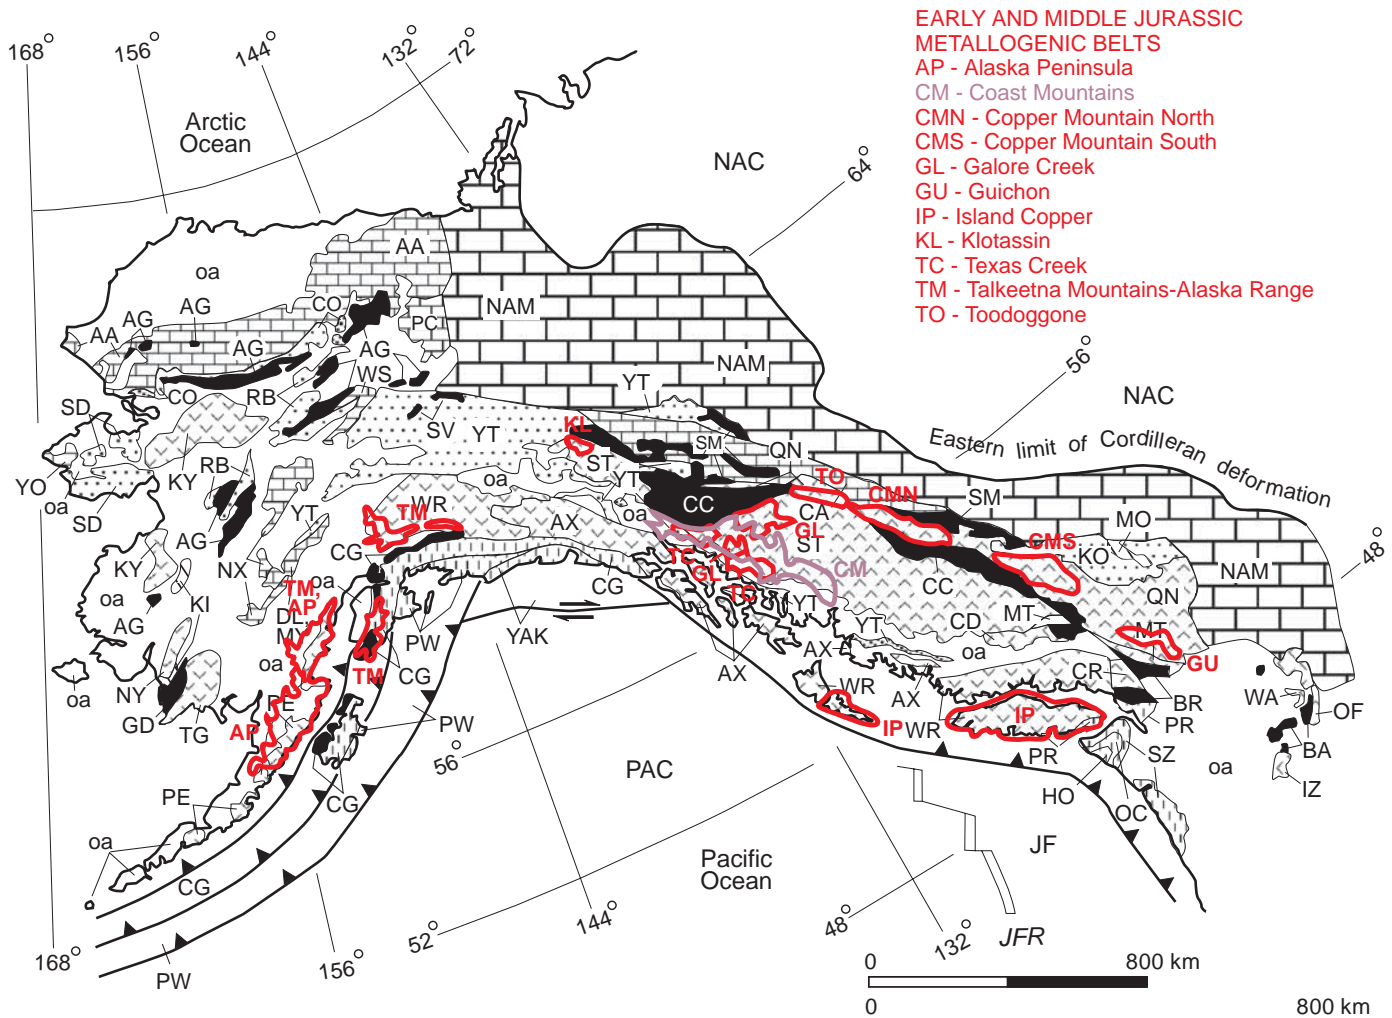 EARLY AND MIDDLE JURASSIC
METALLOGENIC BELTS
AP - Alaska Peninsula
CM - Coast Mountains
CMN - Copper Mountain North
CMS - Copper Mountain South
GL - Galore Creek
GU - Guichon
IP - Island Copper
KL - Klotassin
TC - Texas Creek
TM - Talkeetna Mountains-Alaska Range
TO - Toodoggone
168°
156°
144°
132°
72°
Arctic
Ocean
NAC
64°
oa
AA
AG
AG
CO
NAM
PC
AA
AG
AG
WS
NAM
56°
NAC
CO
RB
YT
SD
SV
YT
KL
SM
QN
Eastern limit of Cordilleran deformation
RB
KY
ST
YT
TO
CMN
SM
YO
oa
SD
YT
oa
WR
TM
AX
oa
CC
CA
GL
ST
MO
48°
AG
CG
KO
CMS
NAM
KY
NX
oa
TC
GL
CM
CC
QN
oa
KI
TM,
AP
CG
TC
YT
MT
AG
DL,
MY
PW
YAK
YT
CD
MT
oa
oa
AX
AX
oa
GU
NY
TM
CG
WR
AX
CR
BR
WA
OF
GD
TG
PE
AP
PW
IP
WR
IP
PR
BA
56°
PAC
PR
SZ
oa
IZ
PE
CG
HO
OC
oa
JF
CG
Pacific
Ocean
144°
48°
52°
132°
JFR
168°
156°
PW
0
800 km
0
800 km